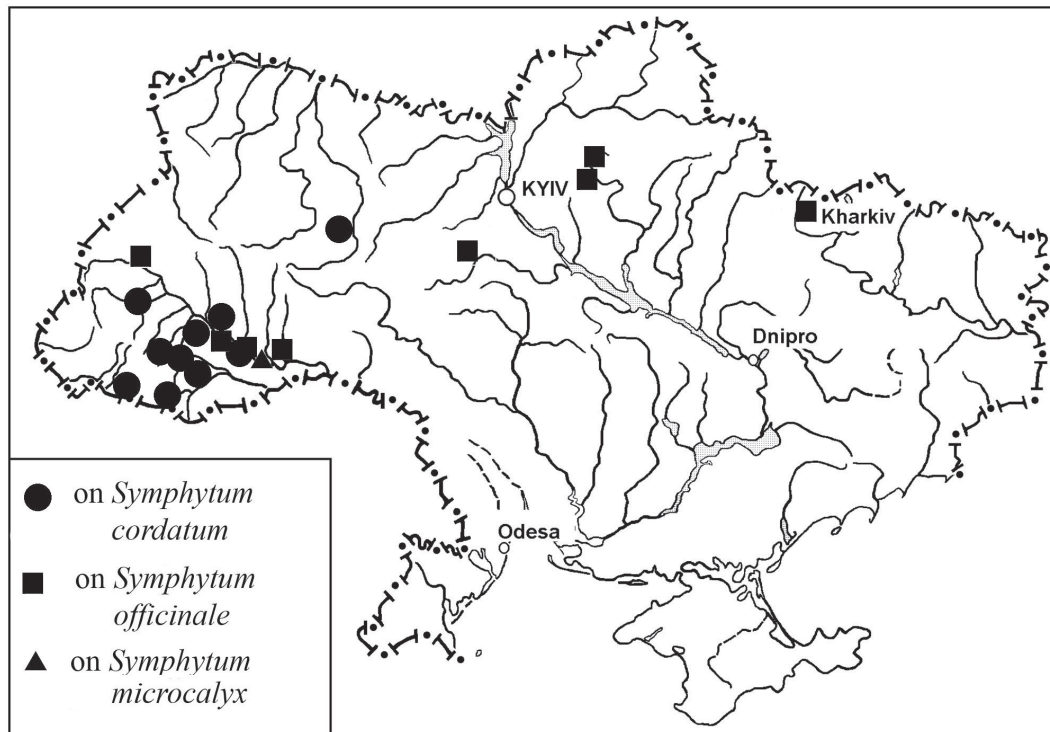 KYIV
Kharkiv
Dnipro
Odesa
on Symphytum
cordatum
on Symphytum
officinale
on Symphytum
microcalyx